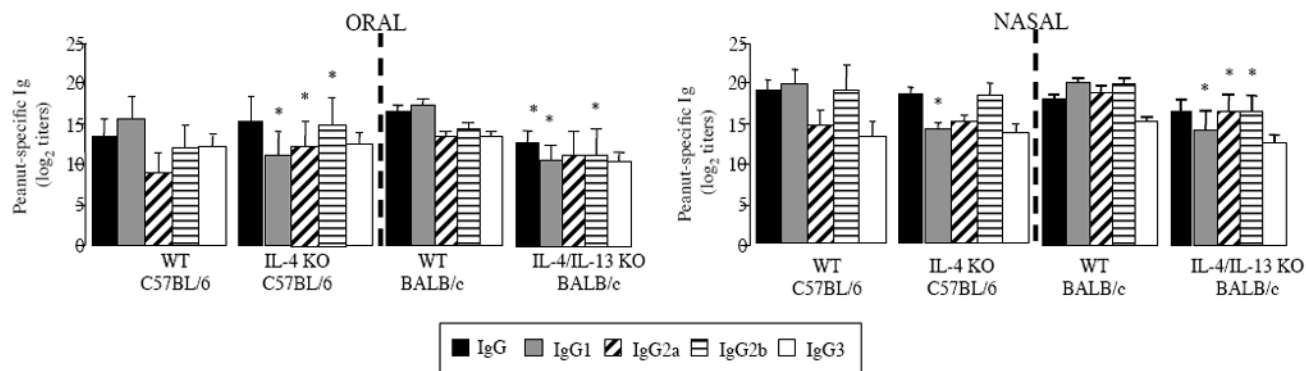 ORAL
Peanut-specific Ig
(log2 titers)
25
20
15
10
5
0
* * *
* * *
WT
C57BL/6
IL-4 KO
C57BL/6
WT
BALB/c
IL-4/IL-13 KO
BALB/c
NASAL
Peanut-specific Ig
(log2 titers)
25
20
15
10
5
0
*
* * *
WT
C57BL/6
IL-4 KO
C57BL/6
WT
BALB/c
IL-4/IL-13 KO
BALB/c
IgG IgG1 IgG2a IgG2b IgG3